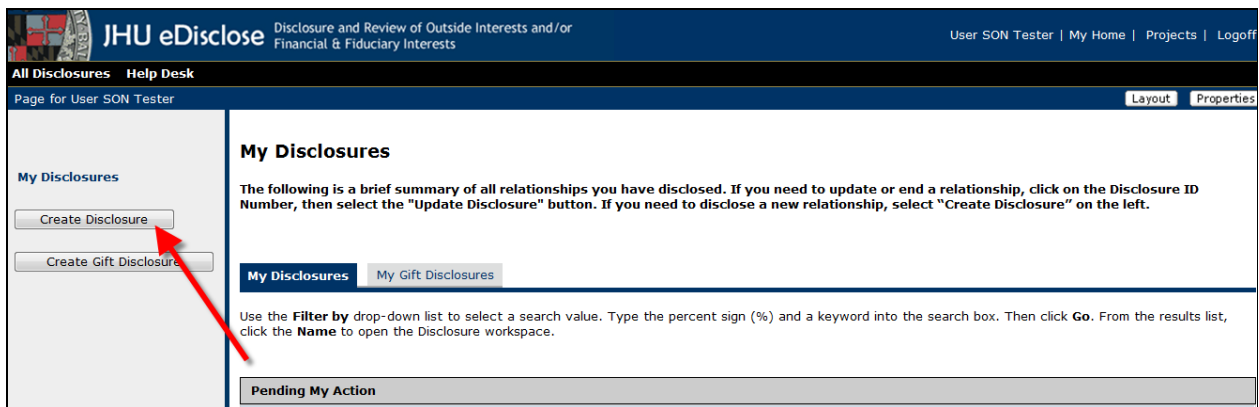 JHU eDisclose Disclosure and Review of Outside Interests and/or
Financial & Fiduciary Interests
User SON Tester | My Home | Projects | Logoff
All Disclosures Help Desk
Page for User SON Tester
Layout Properties
My Disclosures
My Disclosures
The following is a brief summary of all relationships you have disclosed. If you need to update or end a relationship, click on the Disclosure ID
Number, then select the "Update Disclosure" button. If you need to disclose a new relationship, select “Create Disclosure” on the left.
Create Disclosure
Create Gift Disclosure
My Disclosures My Gift Disclosures
Use the Filter by drop-down list to select a search value. Type the percent sign (%) and a keyword into the search box. Then click Go. From the results list,
click the Name to open the Disclosure workspace.
Pending My Action